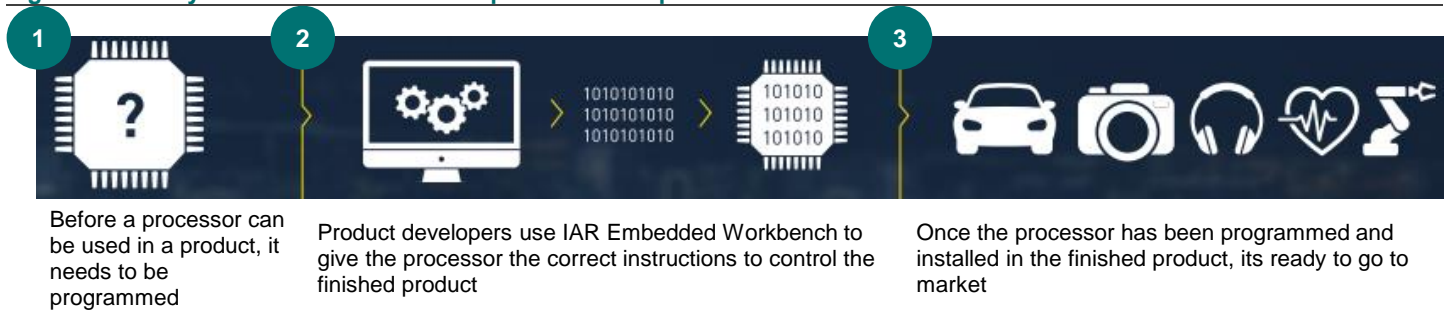 1
2
3
?
1010101010
1010101010
1010101010
101010
101010
101010
Before a processor can
be used in a product, it
needs to be
programmed
Product developers use IAR Embedded Workbench to
give the processor the correct instructions to control the
finished product
Once the processor has been programmed and
installed in the finished product, its ready to go to
market